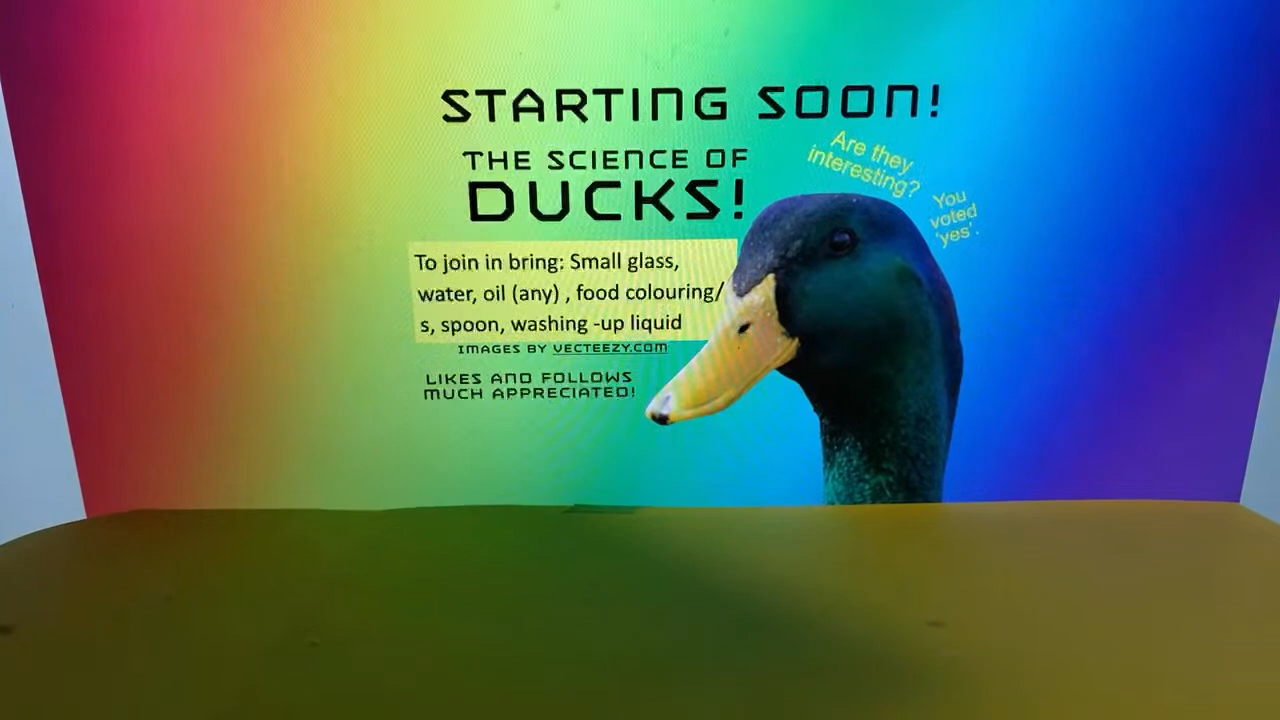 STARTING SOON!
THE SCIENCE OF
DUCKS!
Are they
interesting?
You
voted
'yes'.
To join in bring: Small glass,
water, oil (any) , food colouring/
s, spoon, washing -up liquid
IMAGES BY VECTEEZY.COM
LIKES AND FOLLOWS
MUCH APPRECIATED!